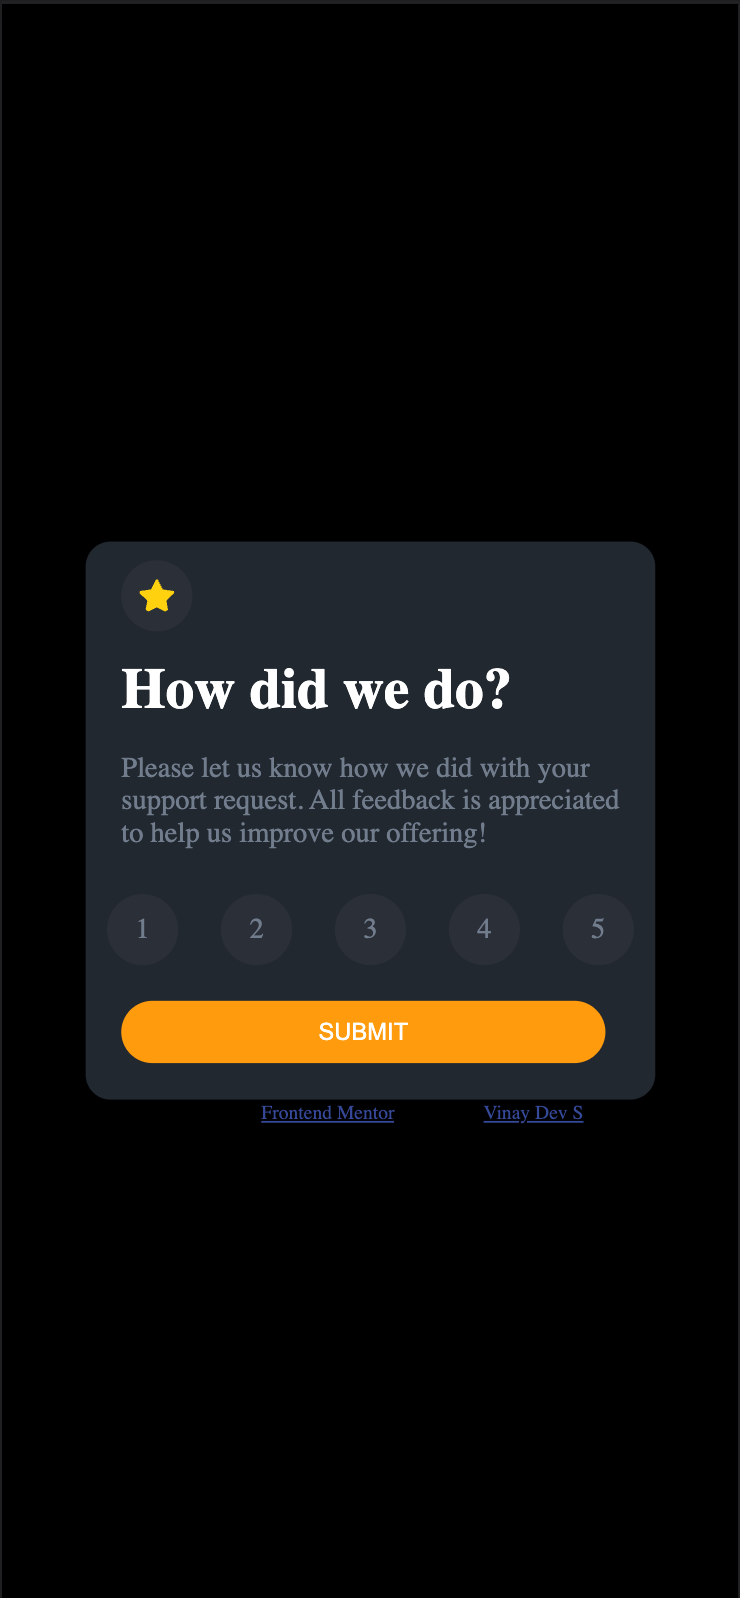 How did we do?
Please let us know how we did with your
support request. All feedback is appreciated
to help us improve our offering!
1 2 3 4 5
SUBMIT
Frontend Mentor Vinay Dev S